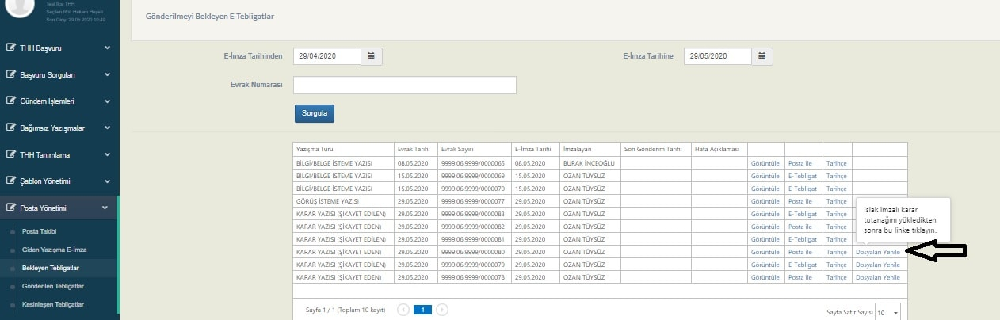 Test İlçe THH
Seçilen Rol: Hakem Heyeti
Son Giriş: 29.05.2020 15:49
Gönderilmeyi Bekleyen E-Tebligatlar
THH Başvuru
Başvuru Sorguları
Gündem İşlemleri
Bağımsız Yazışmalar
THH Tanımlama
Şablon Yönetimi
Posta Yönetimi
Posta Takibi
Giden Yazışma E-İmza
Bekleyen Tebligatlar
Gönderilen Tebligatlar
Kesinleşen Tebligatlar
E-İmza Tarihinden 29/04/2020 E-İmza Tarihine 29/05/2020
Evrak Numarası
Sorgula
Yazışma Türü Evrak Tarihi Evrak Sayısı E-İmza Tarihi İmzalayan Son Gönderim Tarihi Hata Açıklaması
BİLGİ/BELGE İSTEME YAZISI 08.05.2020 9999.06.9999/0000065 08.05.2020 BURAK İNCEOĞLU Görüntüle Posta ile Tarihçe
BİLGİ/BELGE İSTEME YAZISI 15.05.2020 9999.06.9999/0000069 15.05.2020 OZAN TÜYSÜZ Görüntüle E-Tebligat Tarihçe
BİLGİ/BELGE İSTEME YAZISI 15.05.2020 9999.06.9999/0000070 15.05.2020 OZAN TÜYSÜZ Görüntüle E-Tebligat Tarihçe
GÖRÜŞ İSTEME YAZISI 29.05.2020 9999.06.9999/0000077 29.05.2020 OZAN TÜYSÜZ Görüntüle Posta ile Tarihçe
KARAR YAZISI (ŞİKAYET EDİLEN) 29.05.2020 9999.06.9999/0000083 29.05.2020 OZAN TÜYSÜZ Görüntüle E-Tebligat Tarihçe
KARAR YAZISI (ŞİKAYET EDEN) 29.05.2020 9999.06.9999/0000082 29.05.2020 OZAN TÜYSÜZ Görüntüle Posta ile Tarihçe
KARAR YAZISI (ŞİKAYET EDİLEN) 29.05.2020 9999.06.9999/0000081 29.05.2020 OZAN TÜYSÜZ Görüntüle E-Tebligat Tarihçe
KARAR YAZISI (ŞİKAYET EDEN) 29.05.2020 9999.06.9999/0000080 29.05.2020 OZAN TÜYSÜZ Görüntüle Posta ile Tarihçe Dosyaları Yenile
KARAR YAZISI (ŞİKAYET EDİLEN) 29.05.2020 9999.06.9999/0000079 29.05.2020 OZAN TÜYSÜZ Görüntüle E-Tebligat Tarihçe Dosyaları Yenile
KARAR YAZISI (ŞİKAYET EDEN) 29.05.2020 9999.06.9999/0000078 29.05.2020 OZAN TÜYSÜZ Görüntüle Posta ile Tarihçe Dosyaları Yenile
Islak imzalı karar
tutanağını yükledikten
sonra bu linke tıklayın.
Sayfa 1 / 1 (Toplam 10 kayıt) 1 Sayfa Satır Sayısı 10